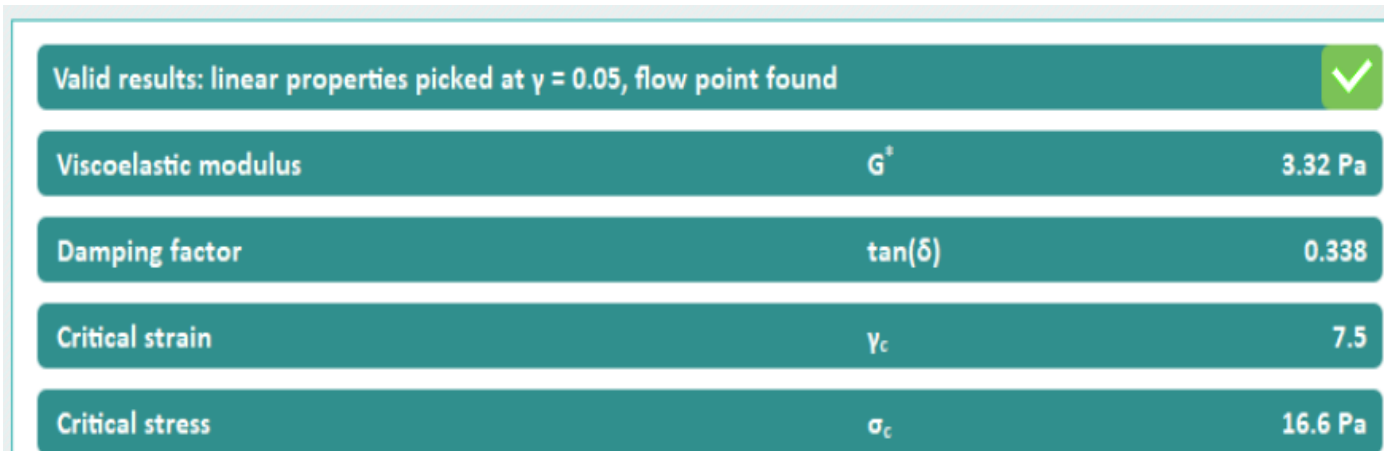 Valid results: linear properties picked at γ = 0.05, flow point found
Viscoelastic modulus G* 3.32 Pa
Damping factor tan(δ) 0.338
Critical strain γc 7.5
Critical stress σc 16.6 Pa